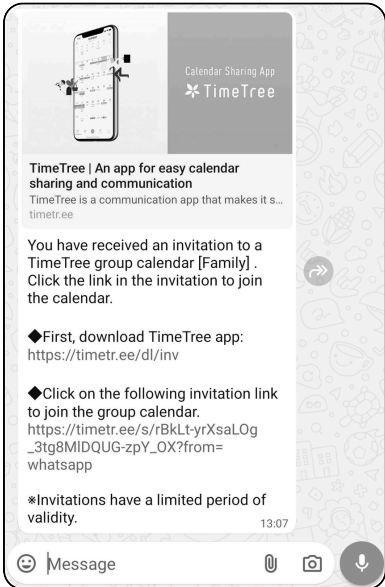 Calendar Sharing App
TimeTree
TimeTree | An app for easy calendar
sharing and communication
TimeTree is a communication app that makes it s...
timetr.ee
You have received an invitation to a
TimeTree group calendar [Family] .
Click the link in the invitation to join
the calendar.
◆First, download TimeTree app:
https://timetr.ee/dl/inv
◆Click on the following invitation link
to join the group calendar.
https://timetr.ee/s/rBkLt-yrXsaLOg
_3tg8MlDQUG-zpY_OX?from=
whatsapp
※Invitations have a limited period of
validity.
13:07
Message